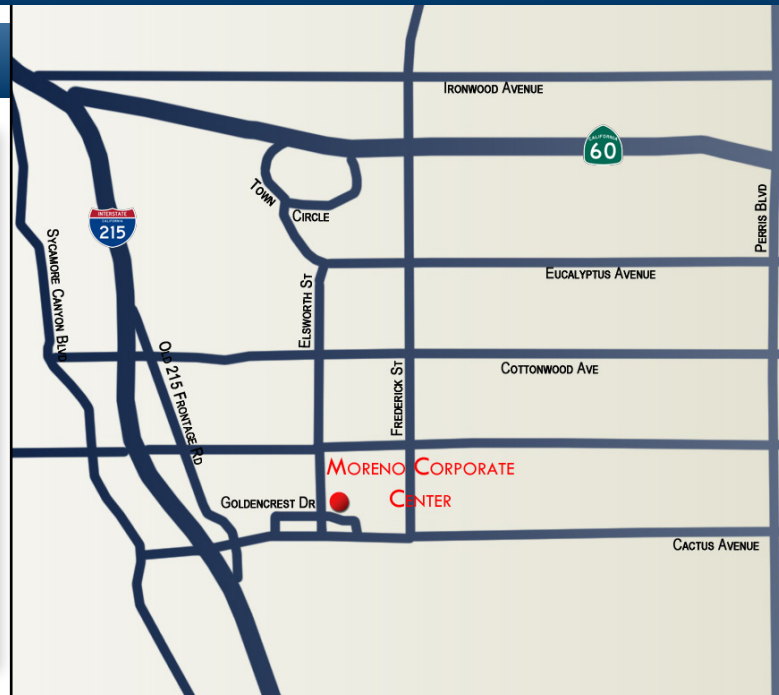 IRONWOOD AVENUE
CALIFORNIA
60
TOWN
CIRCLE
INTERSTATE
CALIFORNIA
215
PERRIS BLVD
SYCAMORE CANYON BLVD
EUCALYPTUS AVENUE
ELSWORTH ST
OLD 215 FRONTAGE RD
FREDERICK ST
COTTONWOOD AVE
MORENO CORPORATE
CENTER
GOLDENCREST DR
CACTUS AVENUE